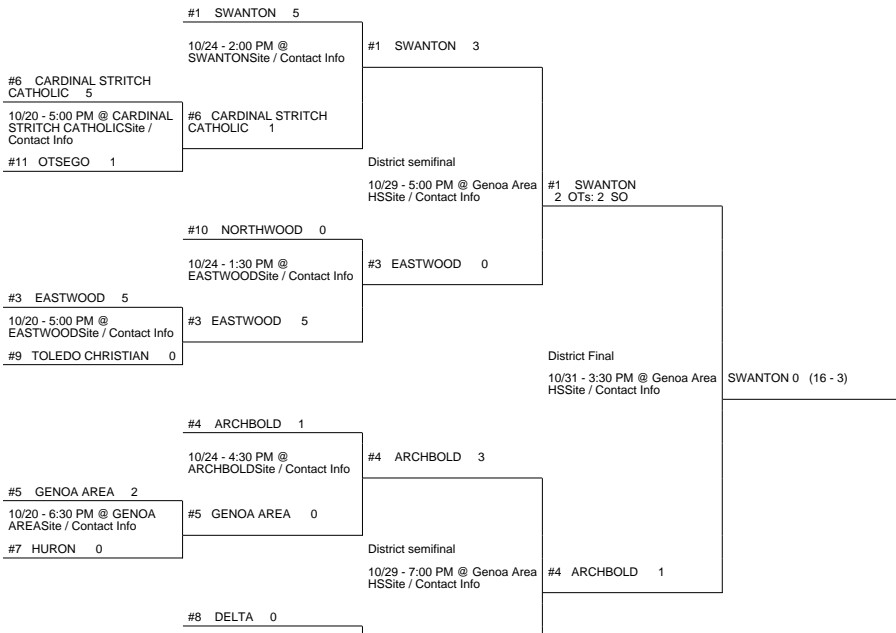 #1 SWANTON 5
10/24 - 2:00 PM @
SWANTONSite / Contact Info
#1 SWANTON 3
#6 CARDINAL STRITCH
CATHOLIC 5
10/20 - 5:00 PM @ CARDINAL
STRITCH CATHOLICSite /
Contact Info
#6 CARDINAL STRITCH
CATHOLIC 1
#11 OTSEGO 1
District semifinal
10/29 - 5:00 PM @ Genoa Area
HSSite / Contact Info
#1 SWANTON
2 OTs: 2 SO
#10 NORTHWOOD 0
10/24 - 1:30 PM @
EASTWOODSite / Contact Info
#3 EASTWOOD 0
#3 EASTWOOD 5
10/20 - 5:00 PM @
EASTWOODSite / Contact Info
#3 EASTWOOD 5
#9 TOLEDO CHRISTIAN 0
District Final
10/31 - 3:30 PM @ Genoa Area
HSSite / Contact Info
SWANTON 0 (16 - 3)
#4 ARCHBOLD 1
10/24 - 4:30 PM @
ARCHBOLDSite / Contact Info
#4 ARCHBOLD 3
#5 GENOA AREA 2
10/20 - 6:30 PM @ GENOA
AREASite / Contact Info
#5 GENOA AREA 0
#7 HURON 0
District semifinal
10/29 - 7:00 PM @ Genoa Area
HSSite / Contact Info
#4 ARCHBOLD 1
#8 DELTA 0